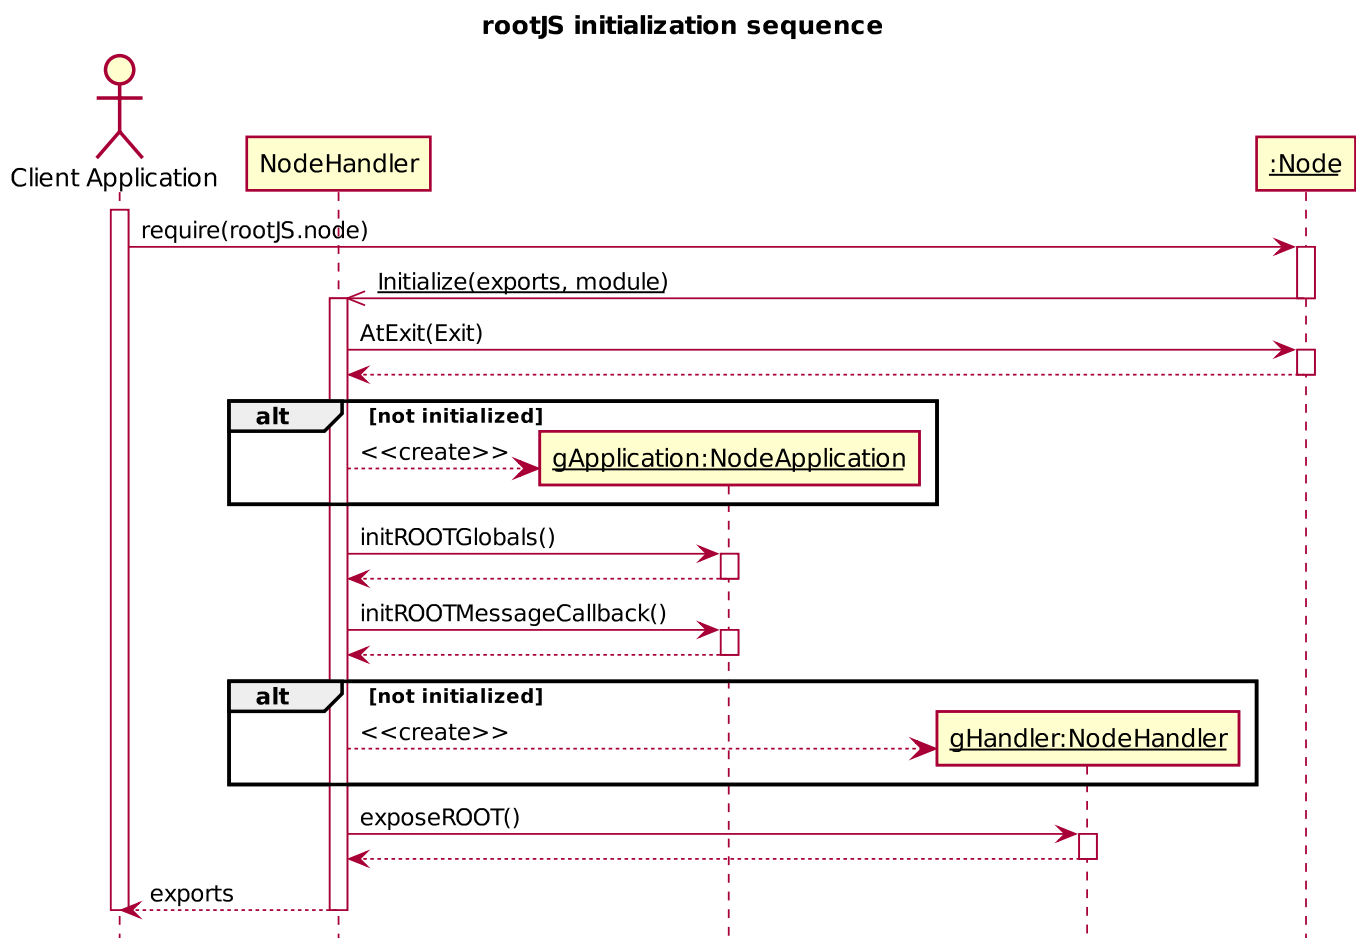 rootJS initialization sequence
Client Application
NodeHandler
:Node
require(rootJS.node)
Initialize(exports, module)
AtExit(Exit)
alt
[not initialized]
<<create>>
gApplication:NodeApplication
initROOTGlobals()
initROOTMessageCallback()
alt
[not initialized]
<<create>>
gHandler:NodeHandler
exposeROOT()
exports